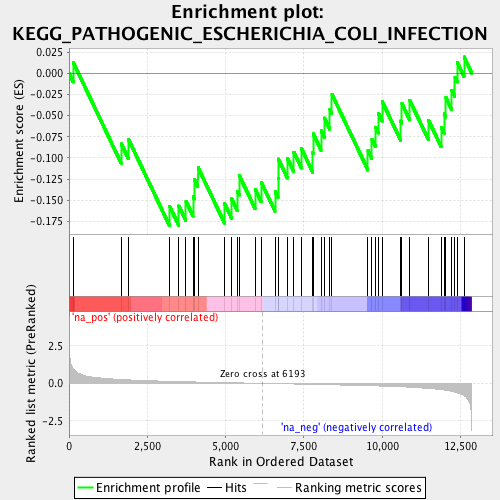 Enrichment plot:
KEGG_PATHOGENIC_ESCHERICHIA_COLI_INFECTION
Enrichment score (ES)
0.025
0.000
-0.025
-0.050
-0.075
-0.100
-0.125
-0.150
-0.175
'na_pos' (positively correlated)
Ranked list metric (PreRanked)
2.5
0.0
-2.5
Zero cross at 6193
'na_neg' (negatively correlated)
0 2,500 5,000 7,500 10,000 12,500
Rank in Ordered Dataset
Enrichment profile Hits Ranking metric scores